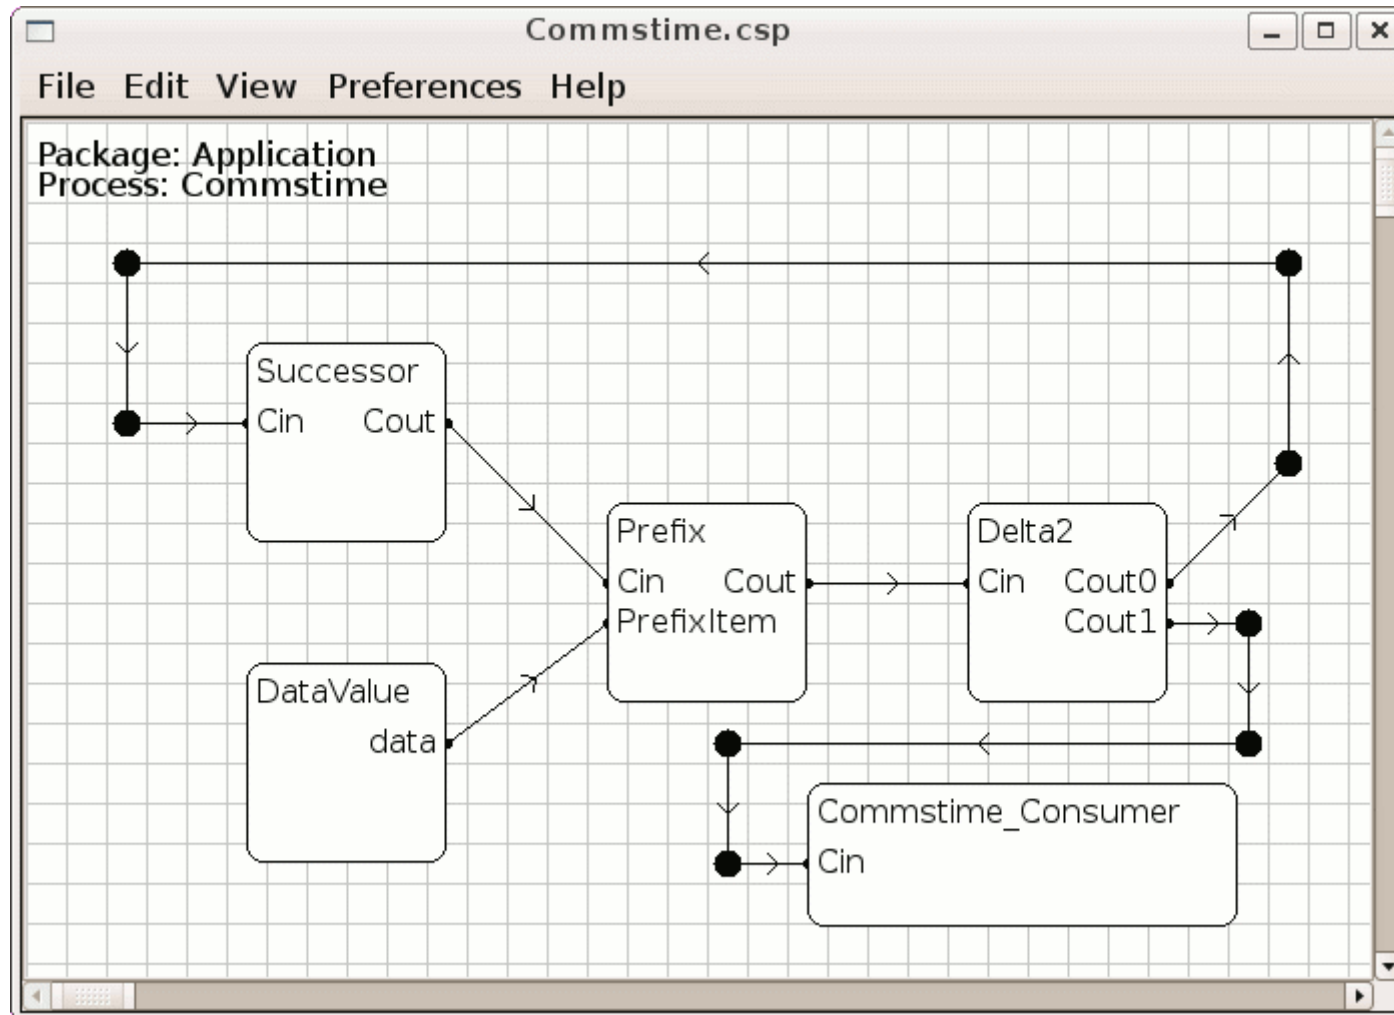 Commstime.csp
File Edit View Preferences Help
Package: Application
Process: Commstime
Successor
Cin Cout
Prefix
Cin Cout
PrefixItem
Delta2
Cin Cout0
Cout1
DataValue
data
Commstime_Consumer
Cin